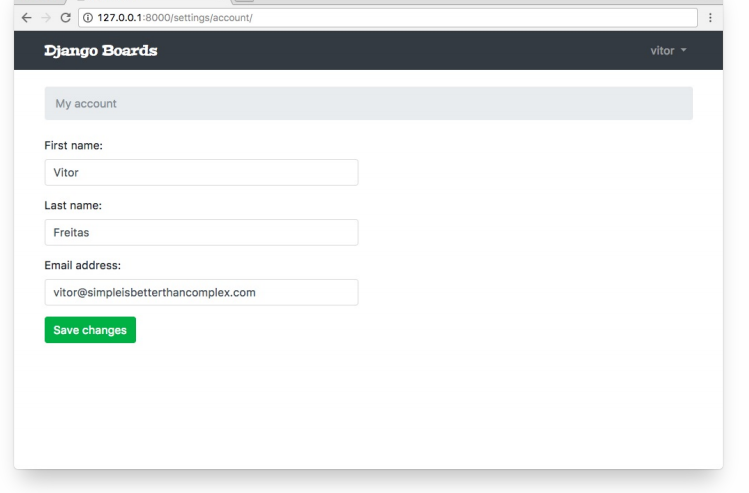 127.0.0.1:8000/settings/account/
Django Boards
vitor
My account
First name:
Vitor
Last name:
Freitas
Email address:
vitor@simpleisbetterthancomplex.com
Save changes